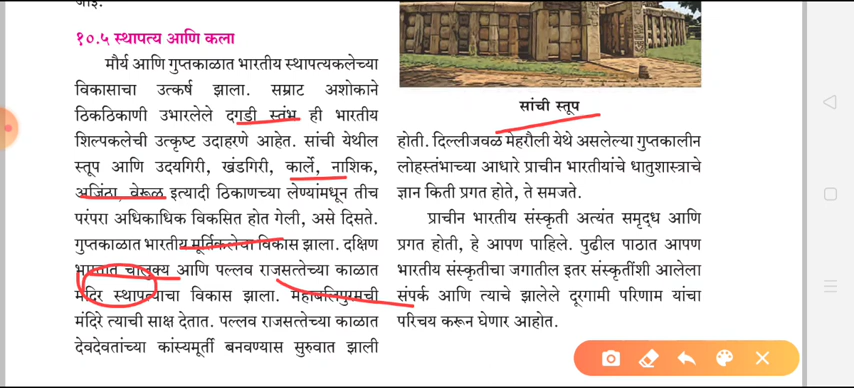 १०.५ स्थापत्य आणि कला
मौर्य आणि गुप्तकाळात भारतीय स्थापत्यकलेच्या
विकासाचा उत्कर्ष झाला. सम्राट अशोकाने
ठिकठिकाणी उभारलेले दगडी स्तंभ ही भारतीय
शिल्पकलेची उत्कृष्ट उदाहरणे आहेत. सांची येथील
स्तूप आणि उदयगिरी, खंडगिरी, कार्ले, नाशिक,
अजिंठा, वेरूळ इत्यादी ठिकाणच्या लेण्यांमधून तीच
परंपरा अधिकाधिक विकसित होत गेली, असे दिसते.
गुप्तकाळात भारतीय मूर्तिकलेचा विकास झाला. दक्षिण
भारतात चालुक्य आणि पल्लव राजसत्तेच्या काळात
मंदिर स्थापत्याचा विकास झाला. महाबलिपुरमची
मंदिरे त्याची साक्ष देतात. पल्लव राजसत्तेच्या काळात
देवदेवतांच्या कांस्यमूर्ती बनवण्यास सुरुवात झाली
सांची स्तूप
होती. दिल्लीजवळ मेहरौली येथे असलेल्या गुप्तकालीन
लोहस्तंभाच्या आधारे प्राचीन भारतीयांचे धातुशास्त्राचे
ज्ञान किती प्रगत होते, ते समजते.
प्राचीन भारतीय संस्कृती अत्यंत समृद्ध आणि
प्रगत होती, हे आपण पाहिले. पुढील पाठात आपण
भारतीय संस्कृतीचा जगातील इतर संस्कृतींशी आलेला
संपर्क आणि त्याचे झालेले दूरगामी परिणाम यांचा
परिचय करून घेणार आहोत.